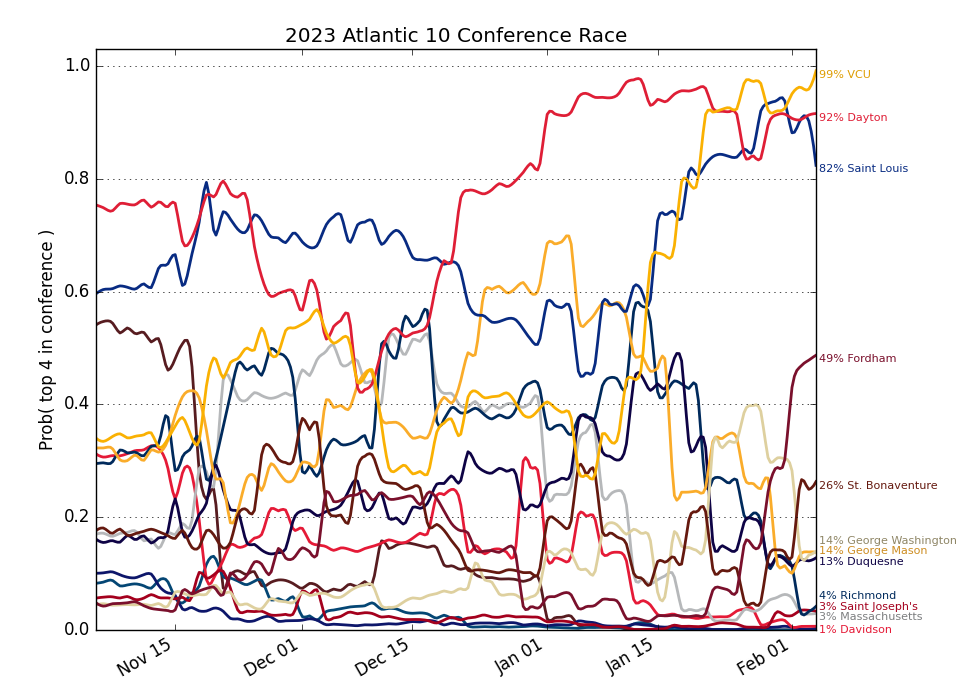 2023 Atlantic 10 Conference Race
Prob( top 4 in conference )
1.0
0.8
0.6
0.4
0.2
0.0
Nov 15
Dec 01
Dec 15
Jan 01
Jan 15
Feb 01
99% VCU
92% Dayton
82% Saint Louis
49% Fordham
26% St. Bonaventure
14% George Washington
14% George Mason
13% Duquesne
4% Richmond
3% Saint Joseph's
3% Massachusetts
1% Davidson